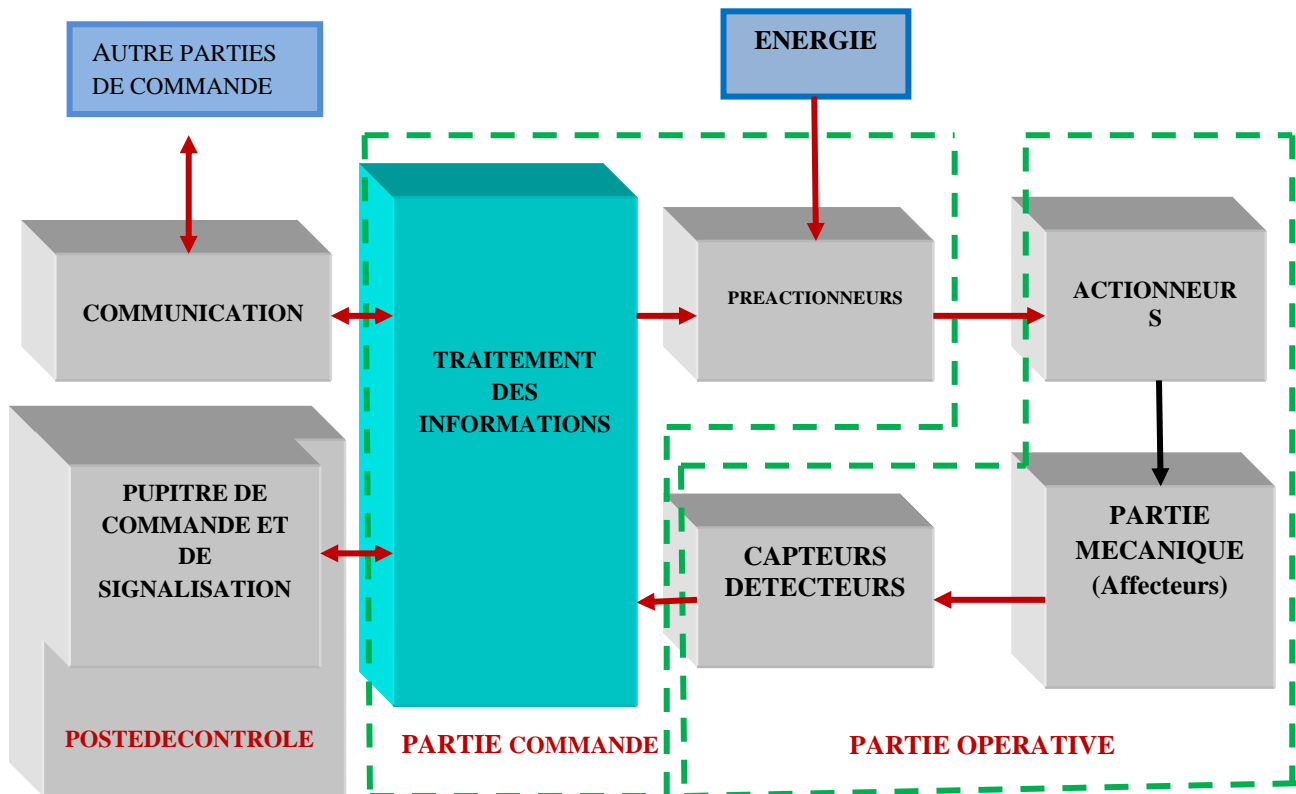 AUTRE PARTIES
DE COMMANDE
ENERGIE
COMMUNICATION
TRAITEMENT
DES
INFORMATIONS
PREACTIONNEURS
ACTIONNEUR
S
PUPITRE DE
COMMANDE ET
DE
SIGNALISATION
CAPTEURS
DETECTEURS
PARTIE
MECANIQUE
(Affecteurs)
POSTEDECONTROLE
PARTIE COMMANDE
PARTIE OPERATIVE